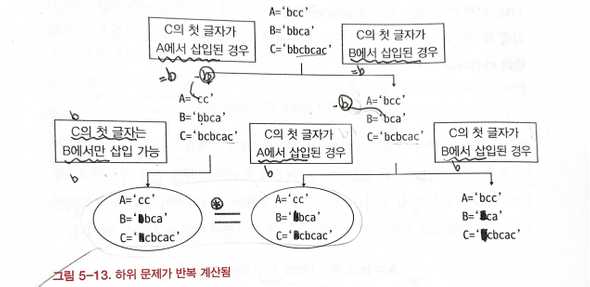 A='bcc'
B='bbca'
C='bbcbcac'
C의 첫 글자가
A에서 삽입된 경우
C의 첫 글자가
B에서 삽입된 경우
=b
-b
=b
A='cc'
B='bbca'
C='bcbcac'
-b
A='bcc'
B='bca'
C='bcbcac'
b
C의 첫 글자는
B에서만 삽입 가능
b
C의 첫 글자가
A에서 삽입된 경우
b
C의 첫 글자가
B에서 삽입된 경우
b
A='cc'
B='bca'
C='cbcac'
=
A='cc'
B='bca'
C='cbcac'
A='bcc'
B='ca'
C='cbcac'
그림 5-13. 하위 문제가 반복 계산됨